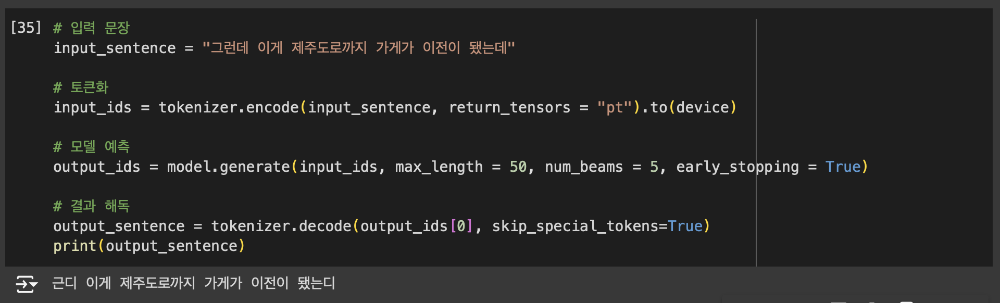 [35] # 입력 문장
input_sentence = "그런데 이게 제주도로까지 가게가 이전이 됐는데"
# 토큰화
input_ids = tokenizer.encode(input_sentence, return_tensors = "pt").to(device)
# 모델 예측
output_ids = model.generate(input_ids, max_length = 50, num_beams = 5, early_stopping = True)
# 결과 해독
output_sentence = tokenizer.decode(output_ids[0], skip_special_tokens=True)
print(output_sentence)
근디 이게 제주도로까지 가게가 이전이 됐는디